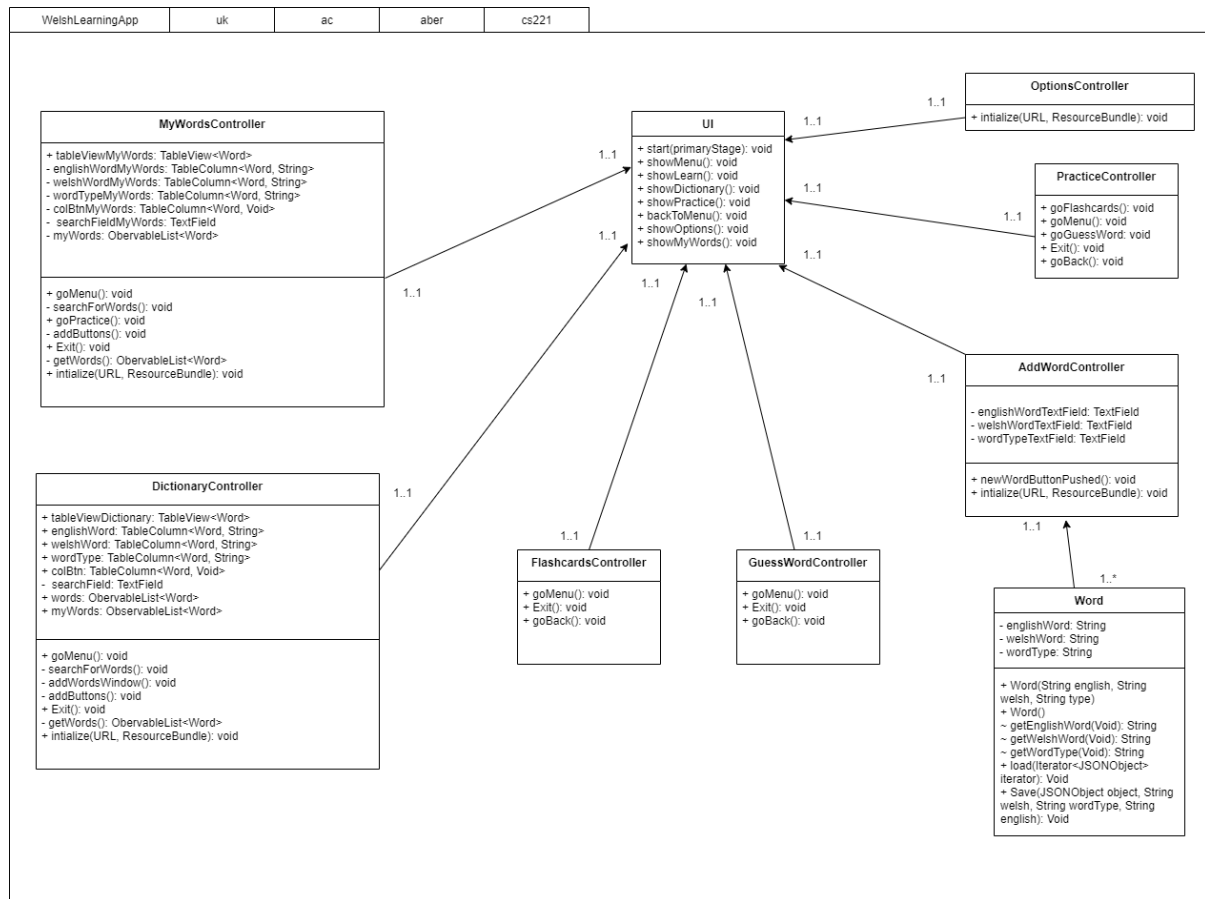 WelshLearningApp uk ac aber cs221
MyWordsController
+ tableViewMyWords: TableView<Word>
- englishWordMyWords: TableColumn<Word, String>
- welshWordMyWords: TableColumn<Word, String>
- wordTypeMyWords: TableColumn<Word, String>
- colBtnMyWords: TableColumn<Word, Void>
- searchFieldMyWords: TextField
- myWords: ObervableList<Word>
+ goMenu(): void
- searchForWords(): void
+ goPractice(): void
- addButtons(): void
+ Exit(): void
- getWords(): ObervableList<Word>
+ intialize(URL, ResourceBundle): void
1..1
1..1
UI
+ start(primaryStage): void
+ showMenu(): void
+ showLearn(): void
+ showDictionary(): void
+ showPractice(): void
+ backToMenu(): void
+ showOptions(): void
+ showMyWords(): void
1..1
1..1
OptionsController
+ intialize(URL, ResourceBundle): void
1..1
1..1
PracticeController
+ goFlashcards(): void
+ goMenu(): void
+ goGuessWord: void
+ Exit(): void
+ goBack(): void
1..1
1..1
AddWordController
- englishWordTextField: TextField
- welshWordTextField: TextField
- wordTypeTextField: TextField
+ newWordButtonPushed(): void
+ intialize(URL, ResourceBundle): void
1..1
1..1
DictionaryController
+ tableViewDictionary: TableView<Word>
+ englishWord: TableColumn<Word, String>
+ welshWord: TableColumn<Word, String>
+ wordType: TableColumn<Word, String>
+ colBtn: TableColumn<Word, Void>
- searchField: TextField
+ words: ObervableList<Word>
+ myWords: ObservableList<Word>
+ goMenu(): void
- searchForWords(): void
- addWordsWindow(): void
- addButtons(): void
+ Exit(): void
- getWords(): ObervableList<Word>
+ intialize(URL, ResourceBundle): void
1..1
1..1
FlashcardsController
+ goMenu(): void
+ Exit(): void
+ goBack(): void
1..1
1..1
GuessWordController
+ goMenu(): void
+ Exit(): void
+ goBack(): void
1..1
1..*
Word
- englishWord: String
- welshWord: String
- wordType: String
+ Word(String english, String
welsh, String type)
+ Word()
~ getEnglishWord(Void): String
~ getWelshWord(Void): String
~ getWordType(Void): String
+ load(Iterator<JSONObject>
iterator): Void
+ Save(JSONObject object, String
welsh, String wordType, String
english): Void